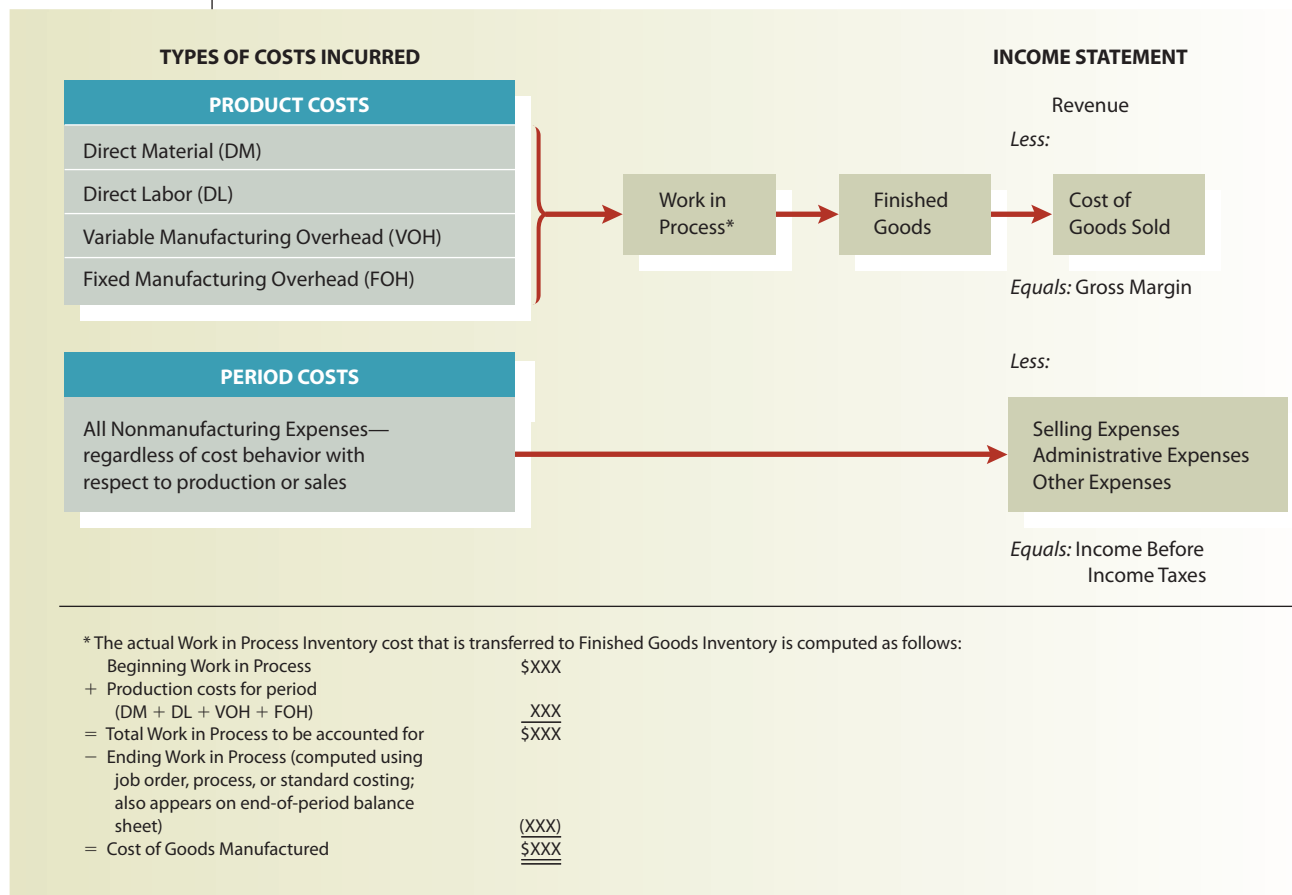 TYPES OF COSTS INCURRED
INCOME STATEMENT
PRODUCT COSTS
Direct Material (DM)
Direct Labor (DL)
Variable Manufacturing Overhead (VOH)
Fixed Manufacturing Overhead (FOH)
Work in
Process*
Finished
Goods
Revenue
Less:
Cost of
Goods Sold
Equals: Gross Margin
PERIOD COSTS
All Nonmanufacturing Expenses—
regardless of cost behavior with
respect to production or sales
Less:
Selling Expenses
Administrative Expenses
Other Expenses
Equals: Income Before
Income Taxes
* The actual Work in Process Inventory cost that is transferred to Finished Goods Inventory is computed as follows:
Beginning Work in Process $XXX
+ Production costs for period
(DM + DL + VOH + FOH) XXX
= Total Work in Process to be accounted for $XXX
− Ending Work in Process (computed using
job order, process, or standard costing;
also appears on end-of-period balance
sheet) (XXX)
= Cost of Goods Manufactured $XXX